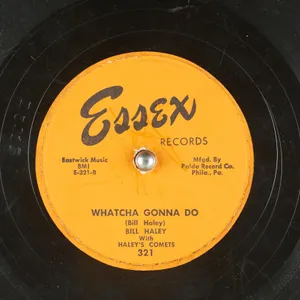 Essex
RECORDS
Eastwick Music
BMI
E-321-B
Mfgd. By
Palda Record Co.
Phila., Pa.
WHATCHA GONNA DO
(Bill Haley)
BILL HALEY
With
HALEY'S COMETS
321